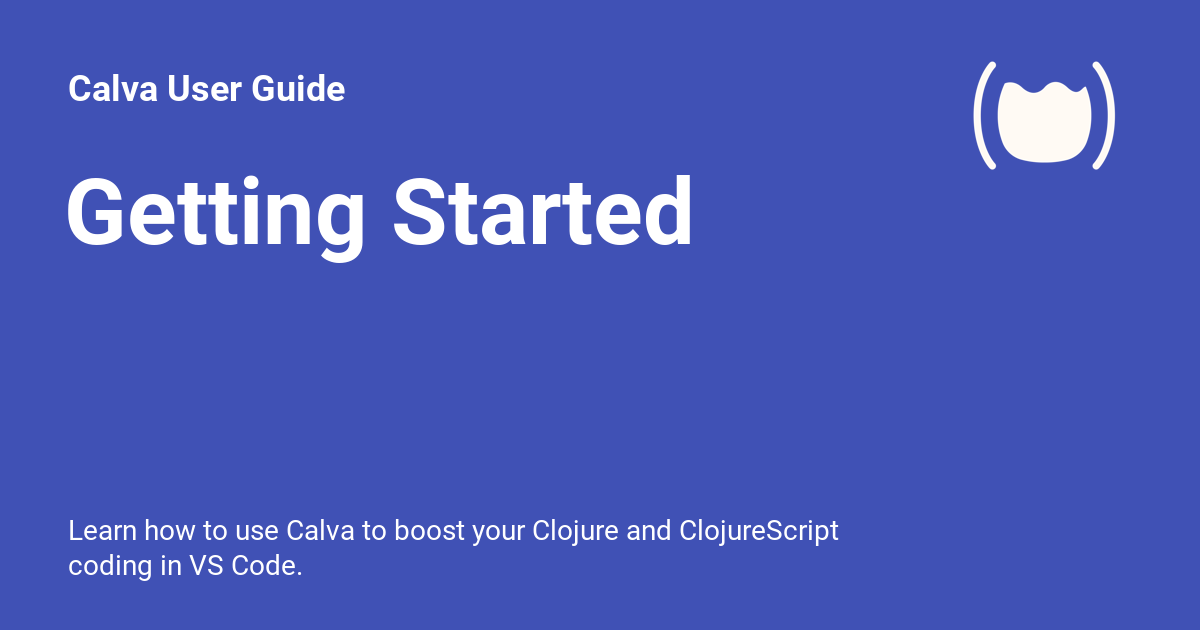 Calva User Guide
Getting Started
Learn how to use Calva to boost your Clojure and ClojureScript
coding in VS Code.